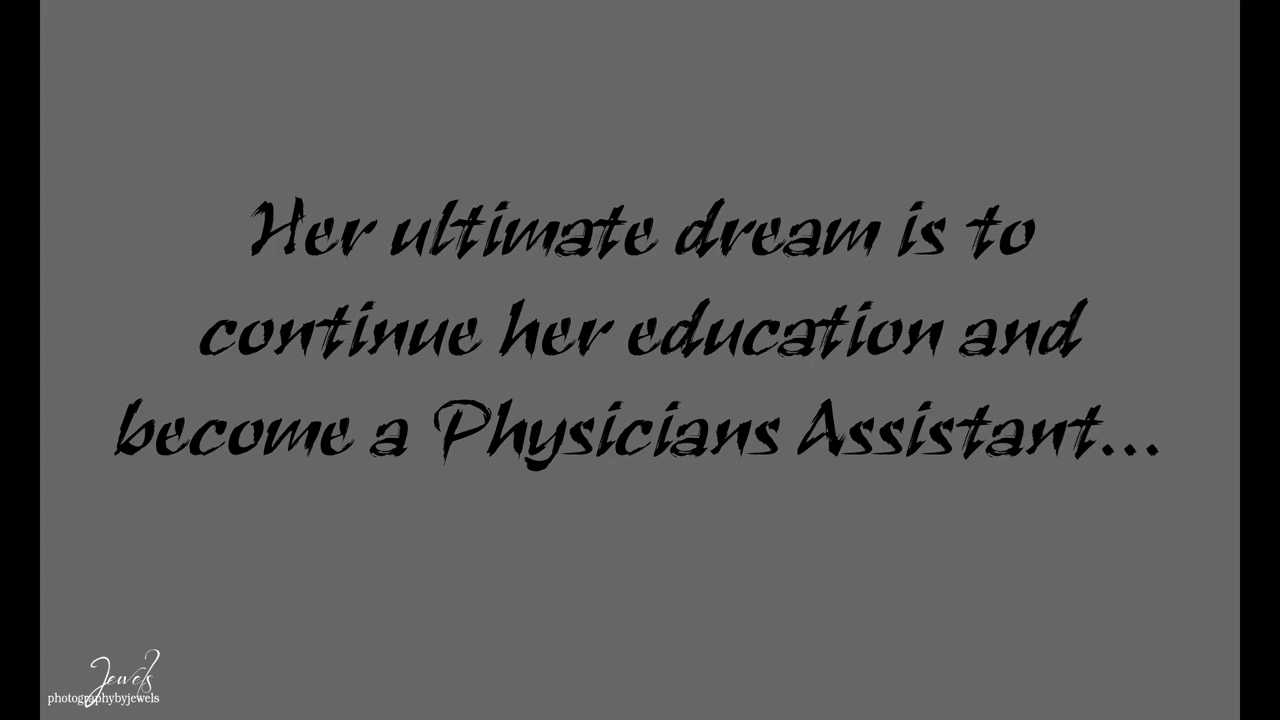 Her ultimate dream is to
continue her education and
become a Physicians Assistant...
Jewels
photographybyjewels